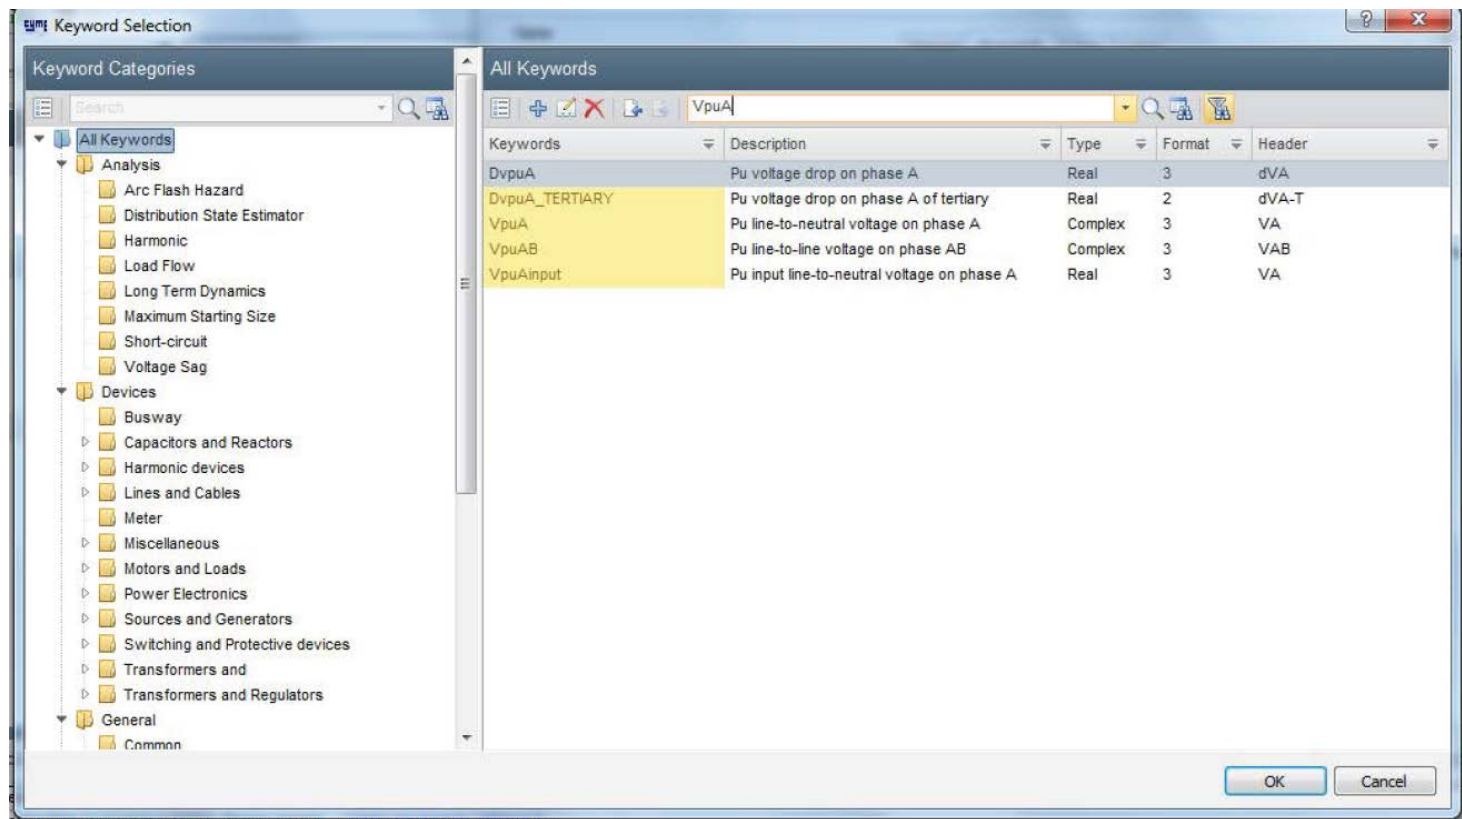 CYME Keyword Selection
Keyword Categories
Search
All Keywords
Analysis
Arc Flash Hazard
Distribution State Estimator
Harmonic
Load Flow
Long Term Dynamics
Maximum Starting Size
Short-circuit
Voltage Sag
Devices
Busway
Capacitors and Reactors
Harmonic devices
Lines and Cables
Meter
Miscellaneous
Motors and Loads
Power Electronics
Sources and Generators
Switching and Protective devices
Transformers and
Transformers and Regulators
General
Common
All Keywords
VpuA
Keywords Description Type Format Header
DvpuA Pu voltage drop on phase A Real 3 dVA
DvpuA_TERTIARY Pu voltage drop on phase A of tertiary Real 2 dVA-T
VpuA Pu line-to-neutral voltage on phase A Complex 3 VA
VpuAB Pu line-to-line voltage on phase AB Complex 3 VAB
VpuAinput Pu input line-to-neutral voltage on phase A Real 3 VA
OK Cancel